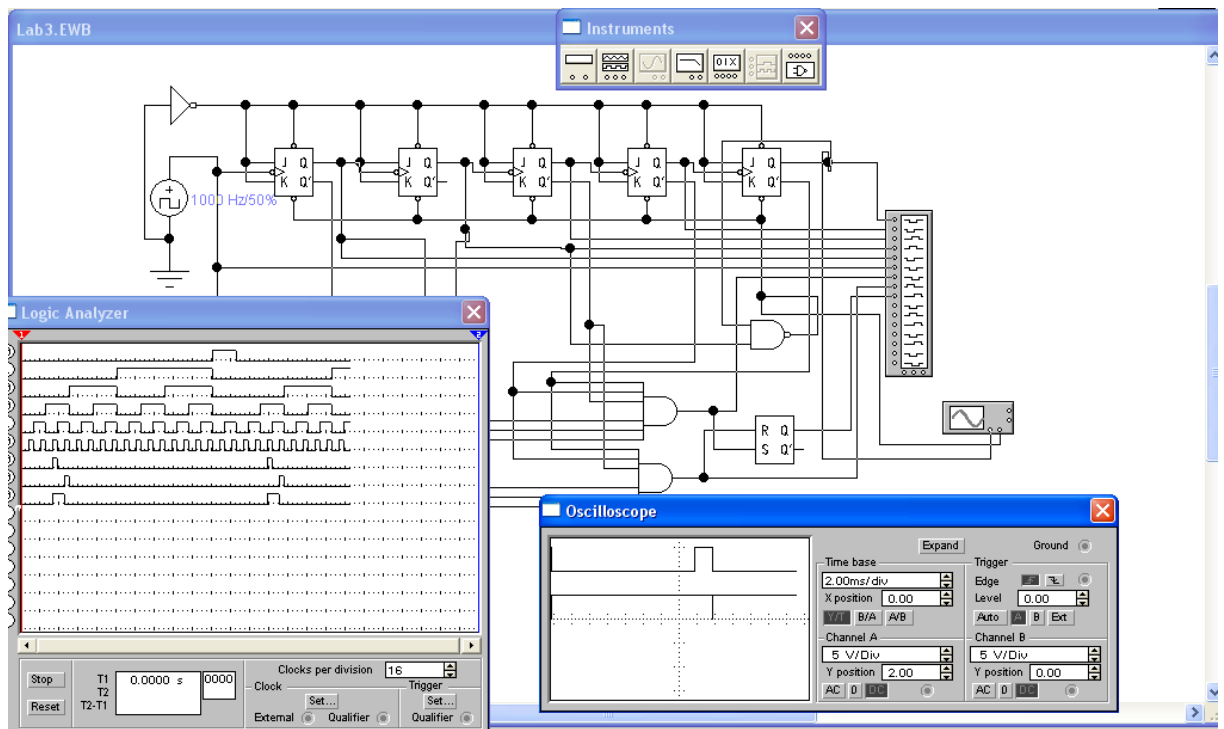 Lab3.EWB
Instruments
01X
J Q
K Q'
J Q
K Q'
J Q
K Q'
J Q
K Q'
J Q
K Q'
1000 Hz/50%
Logic Analyzer
1
2
R Q
S Q'
Oscilloscope
Expand
Ground
Time base
Trigger
2.00ms/div
Edge
X position 0.00
Level 0.00
Y/T B/A A/B
Auto A B Ext
Channel A
Channel B
5 V/Div
5 V/Div
Y position 2.00
Y position 0.00
AC 0 DC
AC 0 DC
Stop
Reset
T1
T2
T2-T1
0.0000 s
0000
Clocks per division 16
Clock
Trigger
Set...
Set...
External
Qualifier
Qualifier